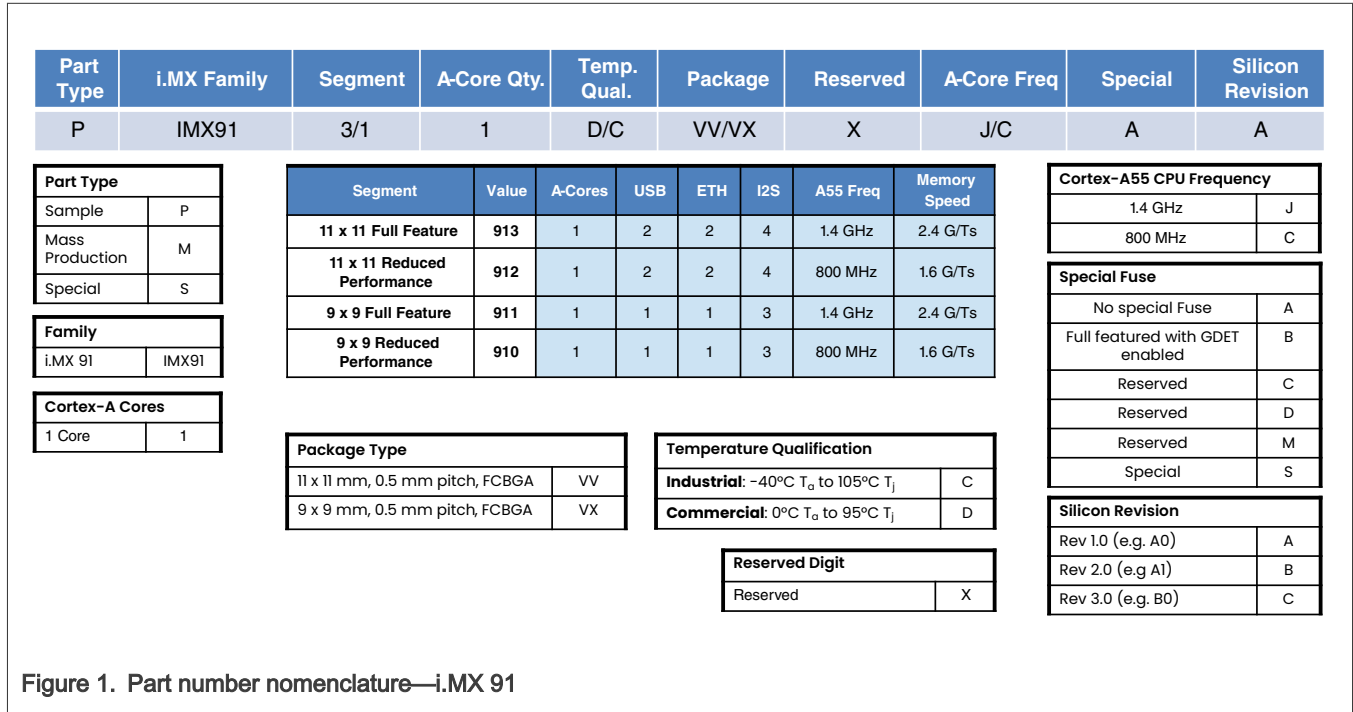 Part Type i.MX Family Segment A-Core Qty. Temp. Qual. Package Reserved A-Core Freq Special Silicon Revision
P IMX91 3/1 1 D/C VV/VX X J/C A A
Part Type
Sample P
Mass Production M
Special S
Family
i.MX 91 IMX91
Cortex-A Cores
1 Core 1
Segment Value A-Cores USB ETH I2S A55 Freq Memory Speed
11 x 11 Full Feature 913 1 2 2 4 1.4 GHz 2.4 G/Ts
11 x 11 Reduced Performance 912 1 2 2 4 800 MHz 1.6 G/Ts
9 x 9 Full Feature 911 1 1 1 3 1.4 GHz 2.4 G/Ts
9 x 9 Reduced Performance 910 1 1 1 3 800 MHz 1.6 G/Ts
Package Type
11 x 11 mm, 0.5 mm pitch, FCBGA VV
9 x 9 mm, 0.5 mm pitch, FCBGA VX
Temperature Qualification
Industrial: -40°C Ta to 105°C Tj C
Commercial: 0°C Ta to 95°C Tj D
Reserved Digit
Reserved X
Cortex-A55 CPU Frequency
1.4 GHz J
800 MHz C
Special Fuse
No special Fuse A
Full featured with GDET enabled B
Reserved C
Reserved D
Reserved M
Special S
Silicon Revision
Rev 1.0 (e.g. A0) A
Rev 2.0 (e.g A1) B
Rev 3.0 (e.g. B0) C
Figure 1. Part number nomenclature—i.MX 91